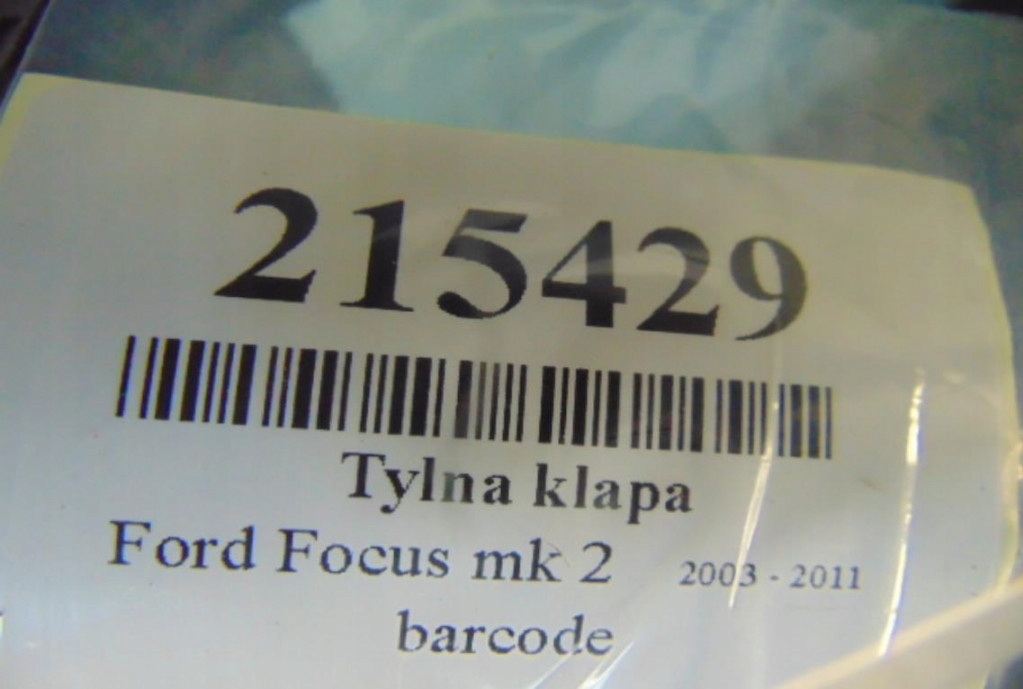 215429
Tylna klapa
Ford Focus mk 2 2003 - 2011
barcode